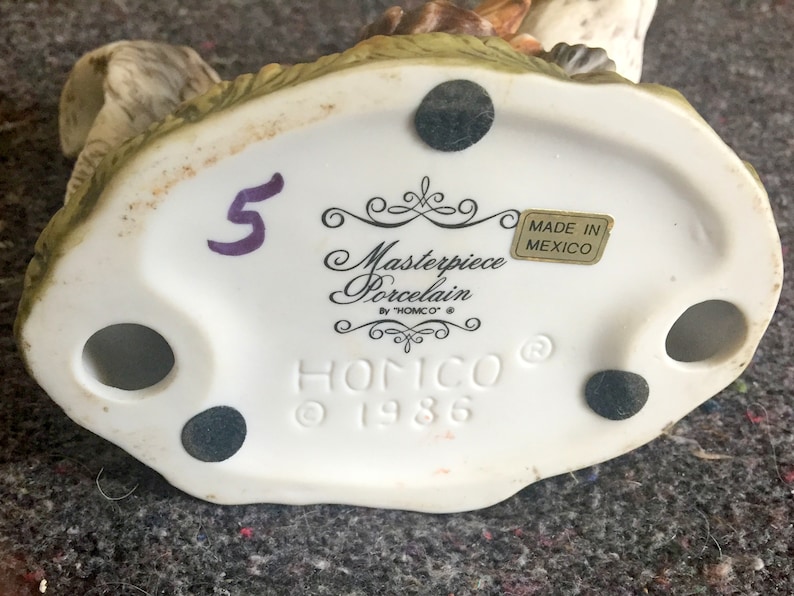 5
MADE IN
MEXICO
Masterpiece
Porcelain
By "HOMCO" ®
HOMCO ®
© 1986